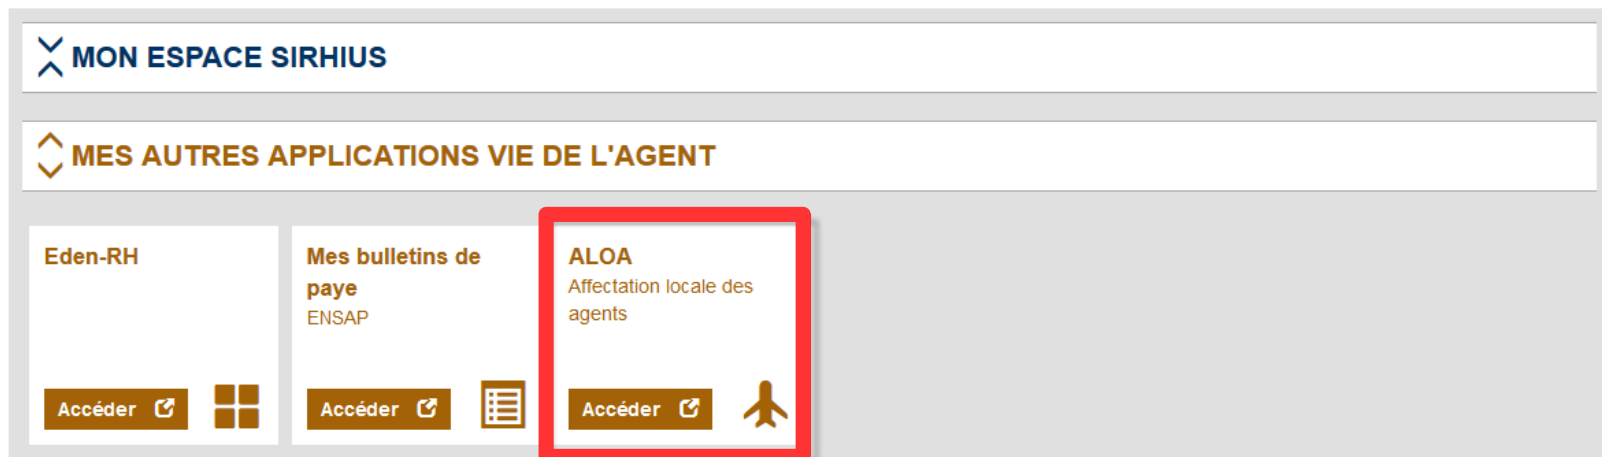 MON ESPACE SIRHIUS
MES AUTRES APPLICATIONS VIE DE L'AGENT
Eden-RH
Accéder
Mes bulletins de
paye
ENSAP
Accéder
ALOA
Affectation locale des
agents
Accéder